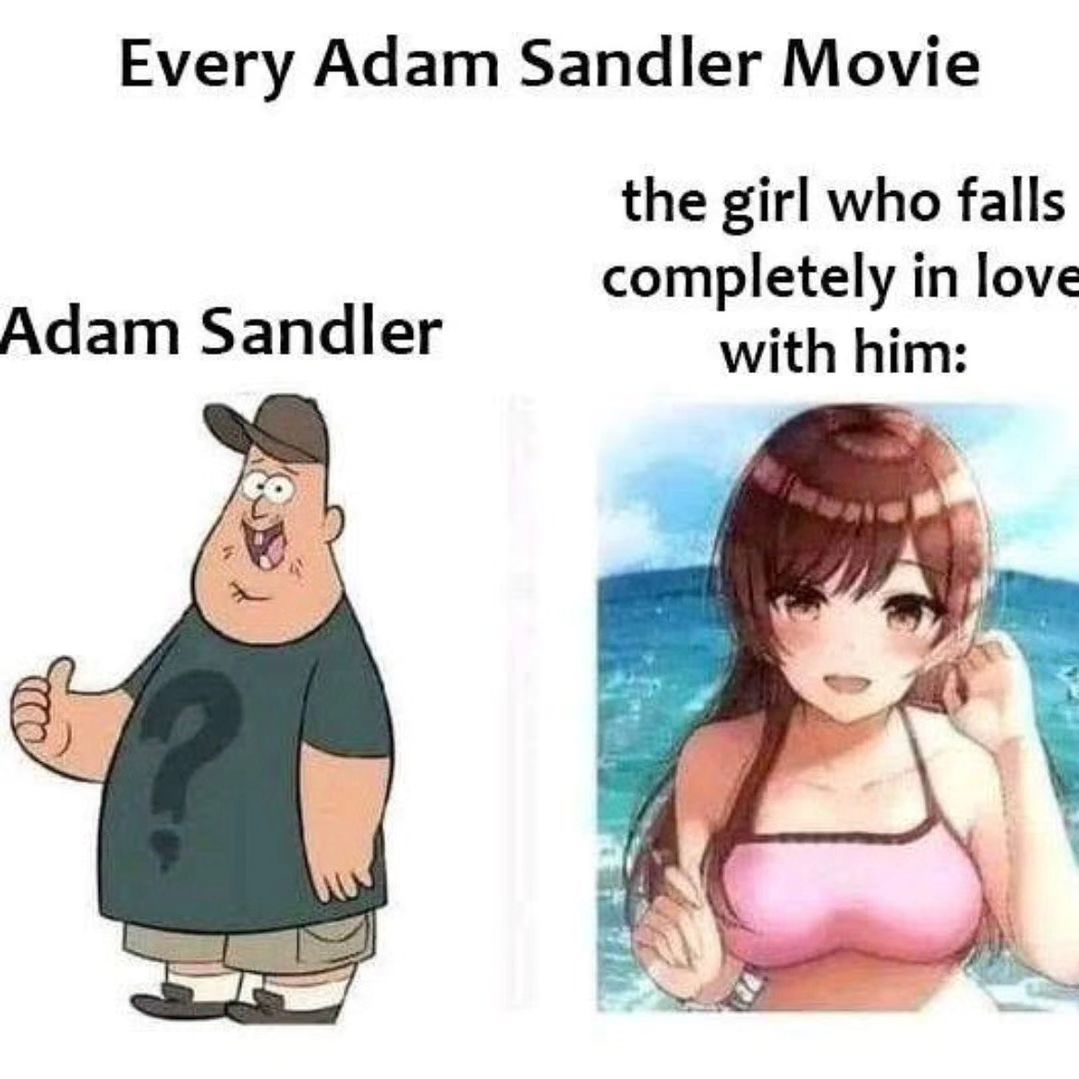 Every Adam Sandler Movie
Adam Sandler
the girl who falls
completely in love
with him:
?